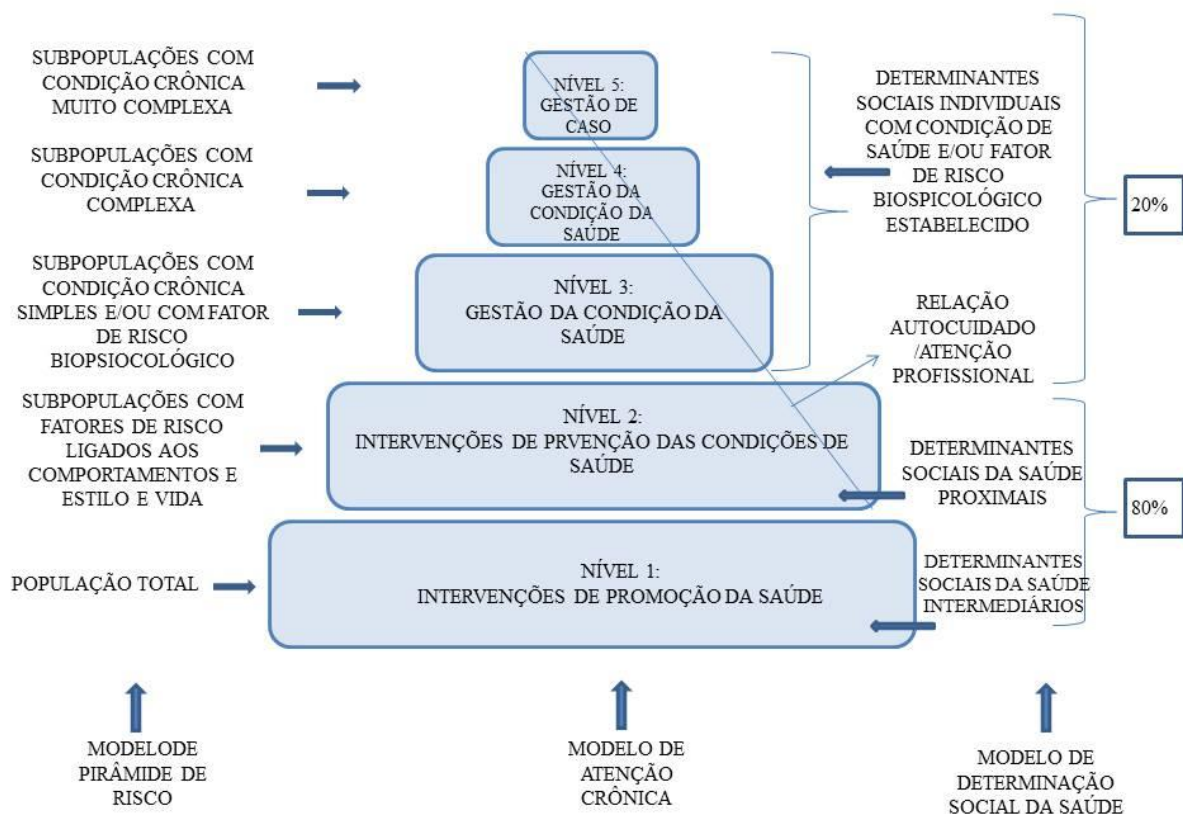 SUBPOPULAÇÕES COM
CONDIÇÃO CRÔNICA
MUITO COMPLEXA
SUBPOPULAÇÕES COM
CONDIÇÃO CRÔNICA
COMPLEXA
SUBPOPULAÇÕES COM
CONDIÇÃO CRÔNICA
SIMPLES E/OU COM FATOR
DE RISCO
BIOPSIOCOLÓGICO
SUBPOPULAÇÕES COM
FATORES DE RISCO
LIGADOS AOS
COMPORTAMENTOS E
ESTILO E VIDA
POPULAÇÃO TOTAL
MODELODE
PIRÂMIDE DE
RISCO
NÍVEL 5:
GESTÃO DE
CASO
NÍVEL 4:
GESTÃO DA
CONDIÇÃO DA
SAÚDE
NÍVEL 3:
GESTÃO DA CONDIÇÃO DA
SAÚDE
NÍVEL 2:
INTERVENÇÕES DE PRVENÇÃO DAS CONDIÇÕES DE
SAÚDE
NÍVEL 1:
INTERVENÇÕES DE PROMOÇÃO DA SAÚDE
MODELO DE
ATENÇÃO
CRÔNICA
DETERMINANTES
SOCIAIS INDIVIDUAIS
COM CONDIÇÃO DE
SAÚDE E/OU FATOR
DE RISCO
BIOSPICOLÓGICO
ESTABELECIDO
RELAÇÃO
AUTOCUIDADO
/ATENÇÃO
PROFISSIONAL
DETERMINANTES
SOCIAIS DA SAÚDE
PROXIMAIS
DETERMINANTES
SOCIAIS DA SAÚDE
INTERMEDIÁRIOS
20%
80%
MODELO DE
DETERMINAÇÃO
SOCIAL DA SAÚDE